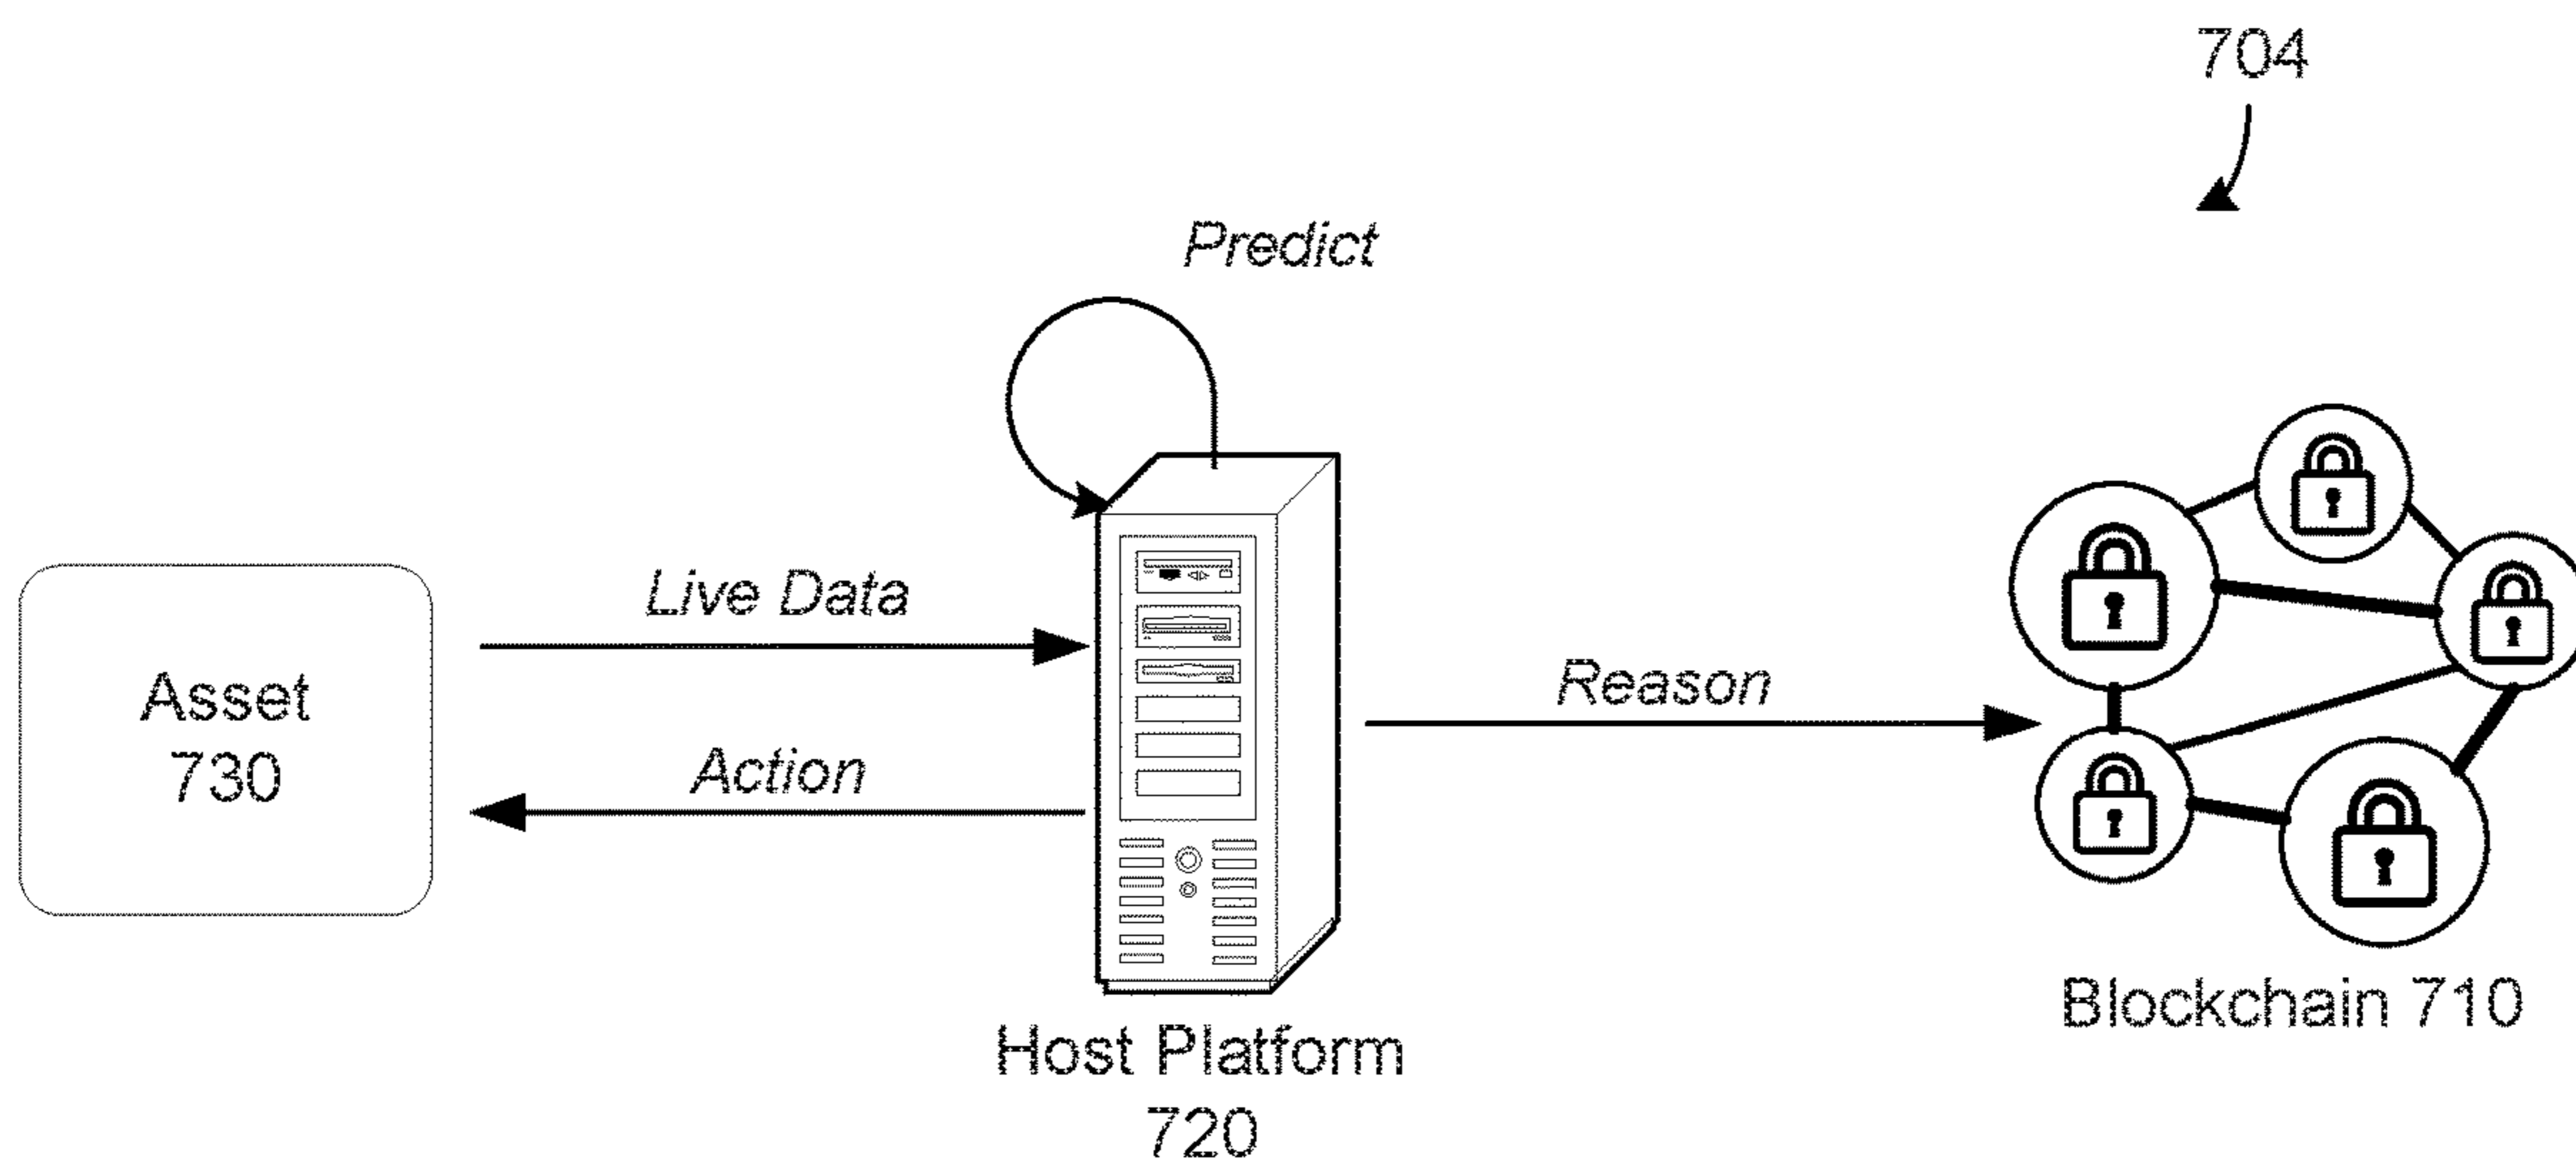 704
Predict
Live Data
Asset
730
Action
Reason
Host Platform
720
Blockchain 710